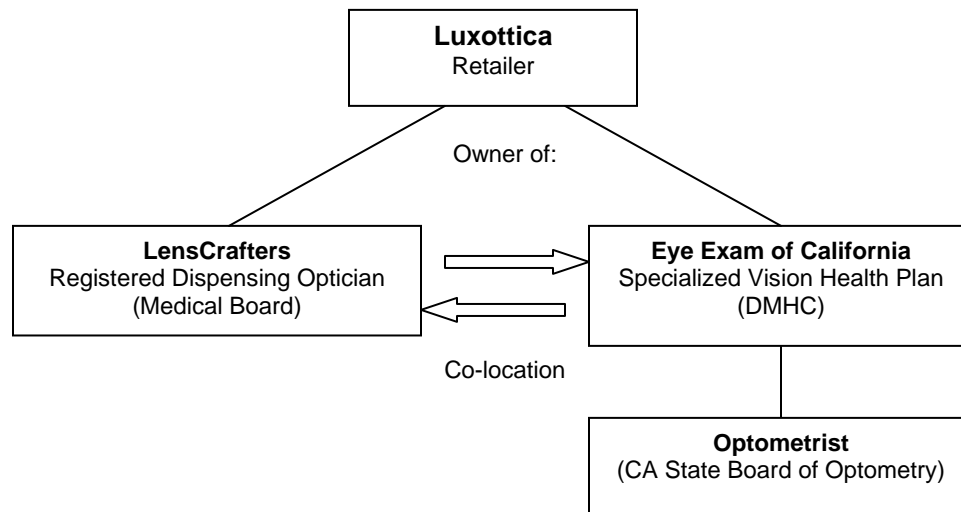 Luxottica
Retailer
Owner of:
LensCrafters
Registered Dispensing Optician
(Medical Board)
Eye Exam of California
Specialized Vision Health Plan
(DMHC)
Co-location
Optometrist
(CA State Board of Optometry)